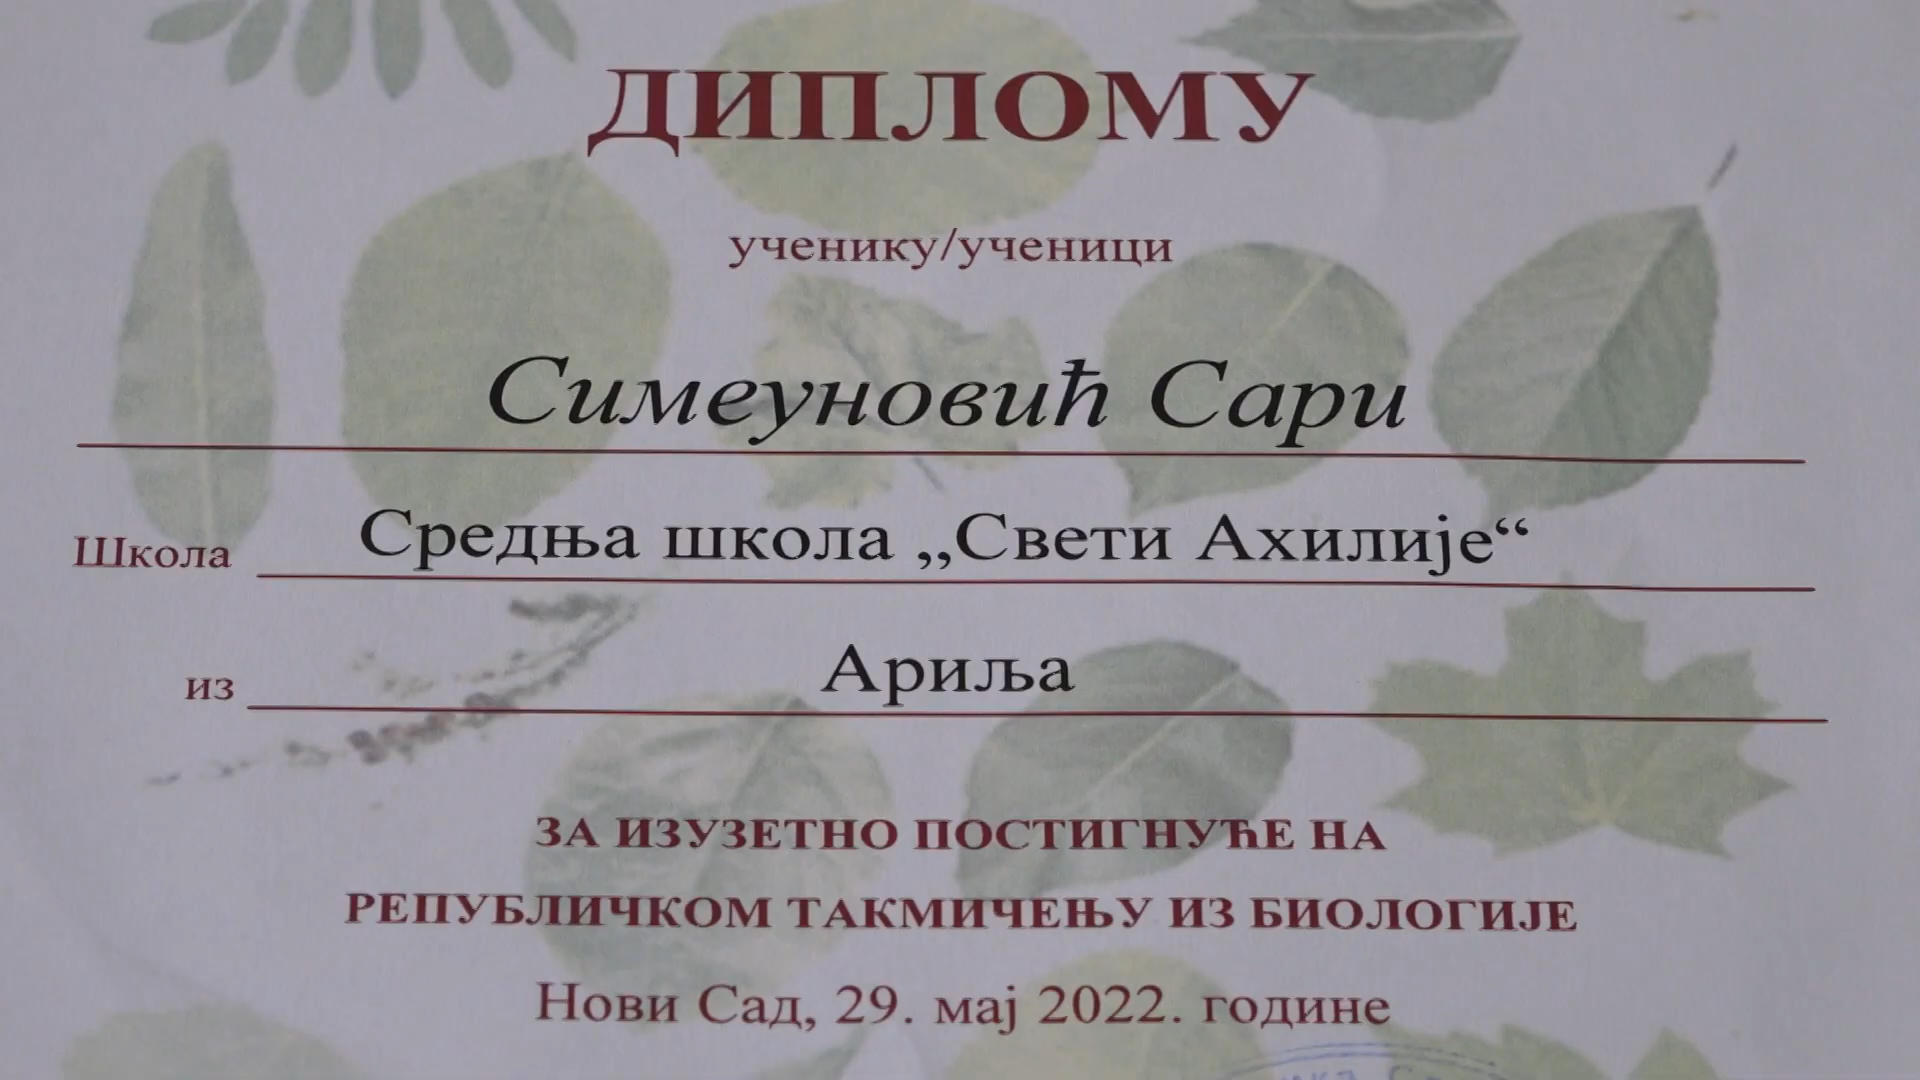 ДИПЛОМУ
ученику/ученици
Симеуновић Сари
Школа Средња школа ,,Свети Ахилије“
из Ариља
ЗА ИЗУЗЕТНО ПОСТИГНУЋЕ НА
РЕПУБЛИЧКОМ ТАКМИЧЕЊУ ИЗ БИОЛОГИЈЕ
Нови Сад, 29. мај 2022. године